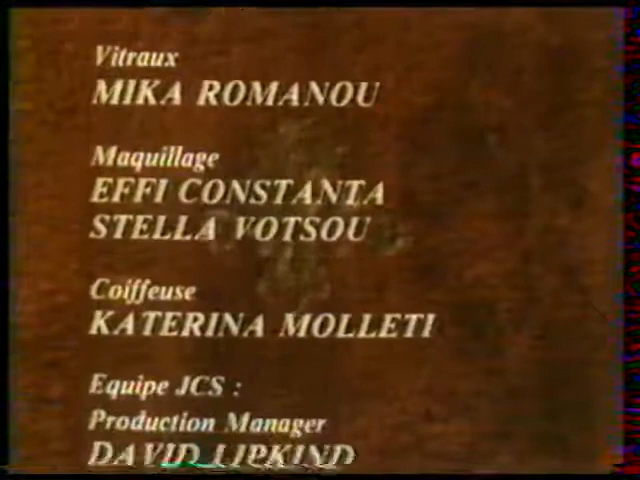 Vitraux
MIKA ROMANOU
Maquillage
EFFI CONSTANTA
STELLA VOTSOU
Coiffeuse
KATERINA MOLLETI
Equipe JCS :
Production Manager
DAVID LIPKIND